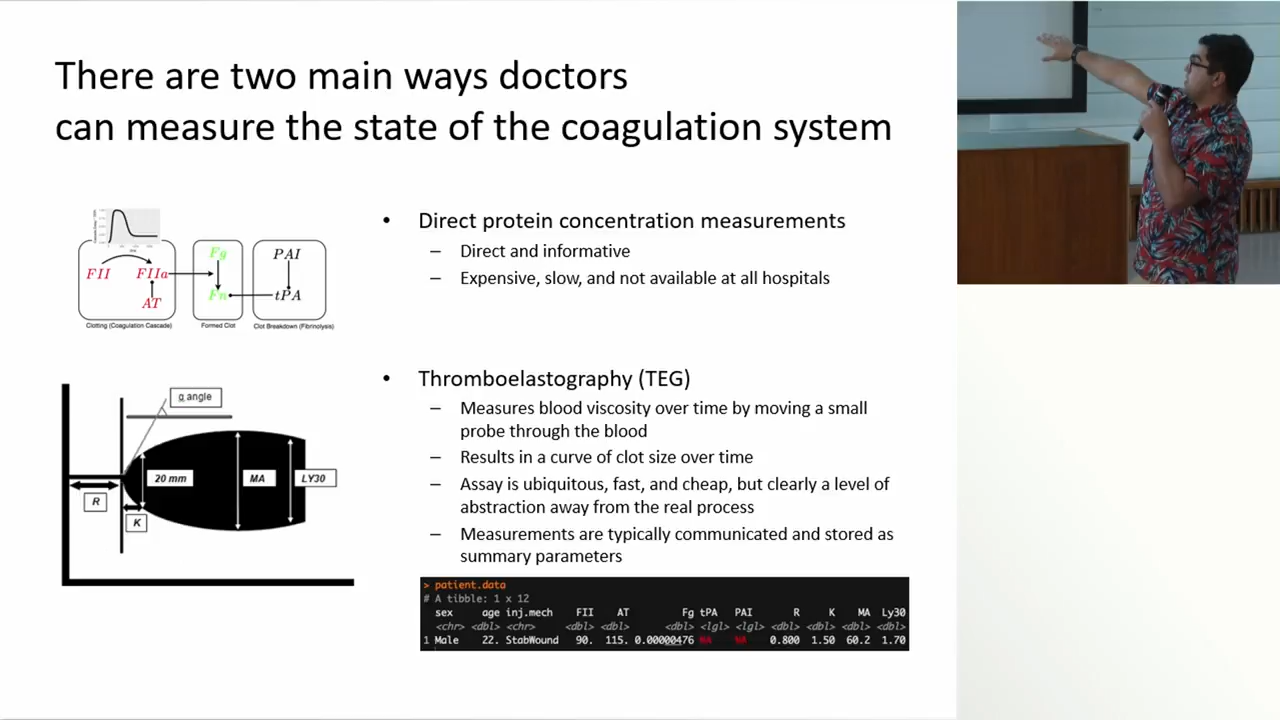 There are two main ways doctors
can measure the state of the coagulation system
FII
FIIa
AT
Fg
Fn
PAI
tPA
Clotting (Coagulation Cascade)
Formed Clot
Clot Breakdown (Fibrinolysis)
• Direct protein concentration measurements
– Direct and informative
– Expensive, slow, and not available at all hospitals
α angle
20 mm
MA
LY30
R
K
• Thromboelastography (TEG)
– Measures blood viscosity over time by moving a small
probe through the blood
– Results in a curve of clot size over time
– Assay is ubiquitous, fast, and cheap, but clearly a level of
abstraction away from the real process
– Measurements are typically communicated and stored as
summary parameters
> patient.data
# A tibble: 1 x 12
sex age inj.mech FII AT Fg tPA PAI R K MA Ly30
<chr> <dbl> <chr> <dbl> <dbl> <dbl> <lgl> <lgl> <dbl> <dbl> <dbl> <dbl>
1 Male 22. StabWound 90. 115. 0.00000476 NA NA 0.800 1.50 60.2 1.70